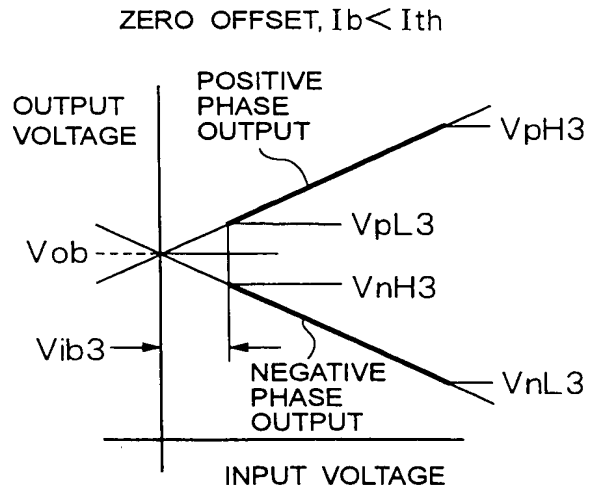 ZERO OFFSET, Ib < Ith
POSITIVE
PHASE
OUTPUT
OUTPUT
VOLTAGE
VpH3
VpL3
Vob
VnH3
Vib3
NEGATIVE
PHASE
OUTPUT
VnL3
INPUT VOLTAGE